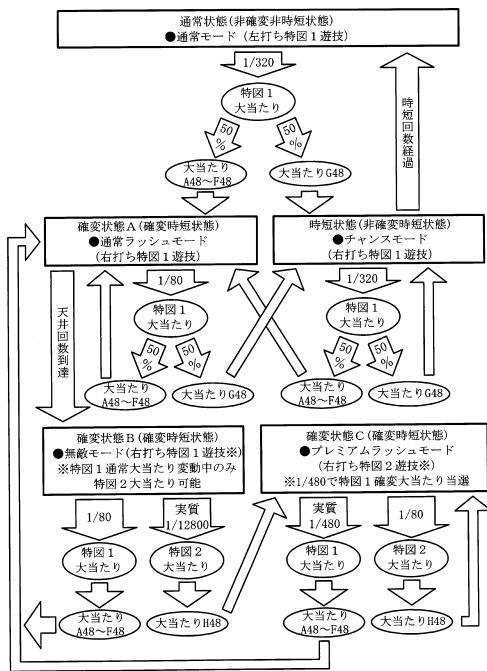 通常状態(非確変非時短状態)
●通常モード(左打ち特図1遊技)
1/320
特図1
大当たり
50
%
50
%
大当たり
A48～F48
大当たりG48
時短回数経過
確変状態A(確変時短状態)
●通常ラッシュモード
(右打ち特図1遊技)
時短状態(非確変時短状態)
●チャンスモード
(右打ち特図1遊技)
1/80
1/320
特図1
大当たり
特図1
大当たり
50
%
50
%
50
%
50
%
天井回数到達
大当たり
A48～F48
大当たりG48
大当たり
A48～F48
大当たりG48
確変状態B(確変時短状態)
●無敵モード(右打ち特図1遊技※)
※特図1通常大当たり変動中のみ
特図2大当たり可能
確変状態C(確変時短状態)
●プレミアムラッシュモード
(右打ち特図2遊技※)
※1/480で特図1確変大当たり当選
1/80
実質
1/12800
実質
1/480
1/80
特図1
大当たり
特図2
大当たり
特図1
大当たり
特図2
大当たり
大当たり
A48～F48
大当たりH48
大当たり
A48～F48
大当たりH48